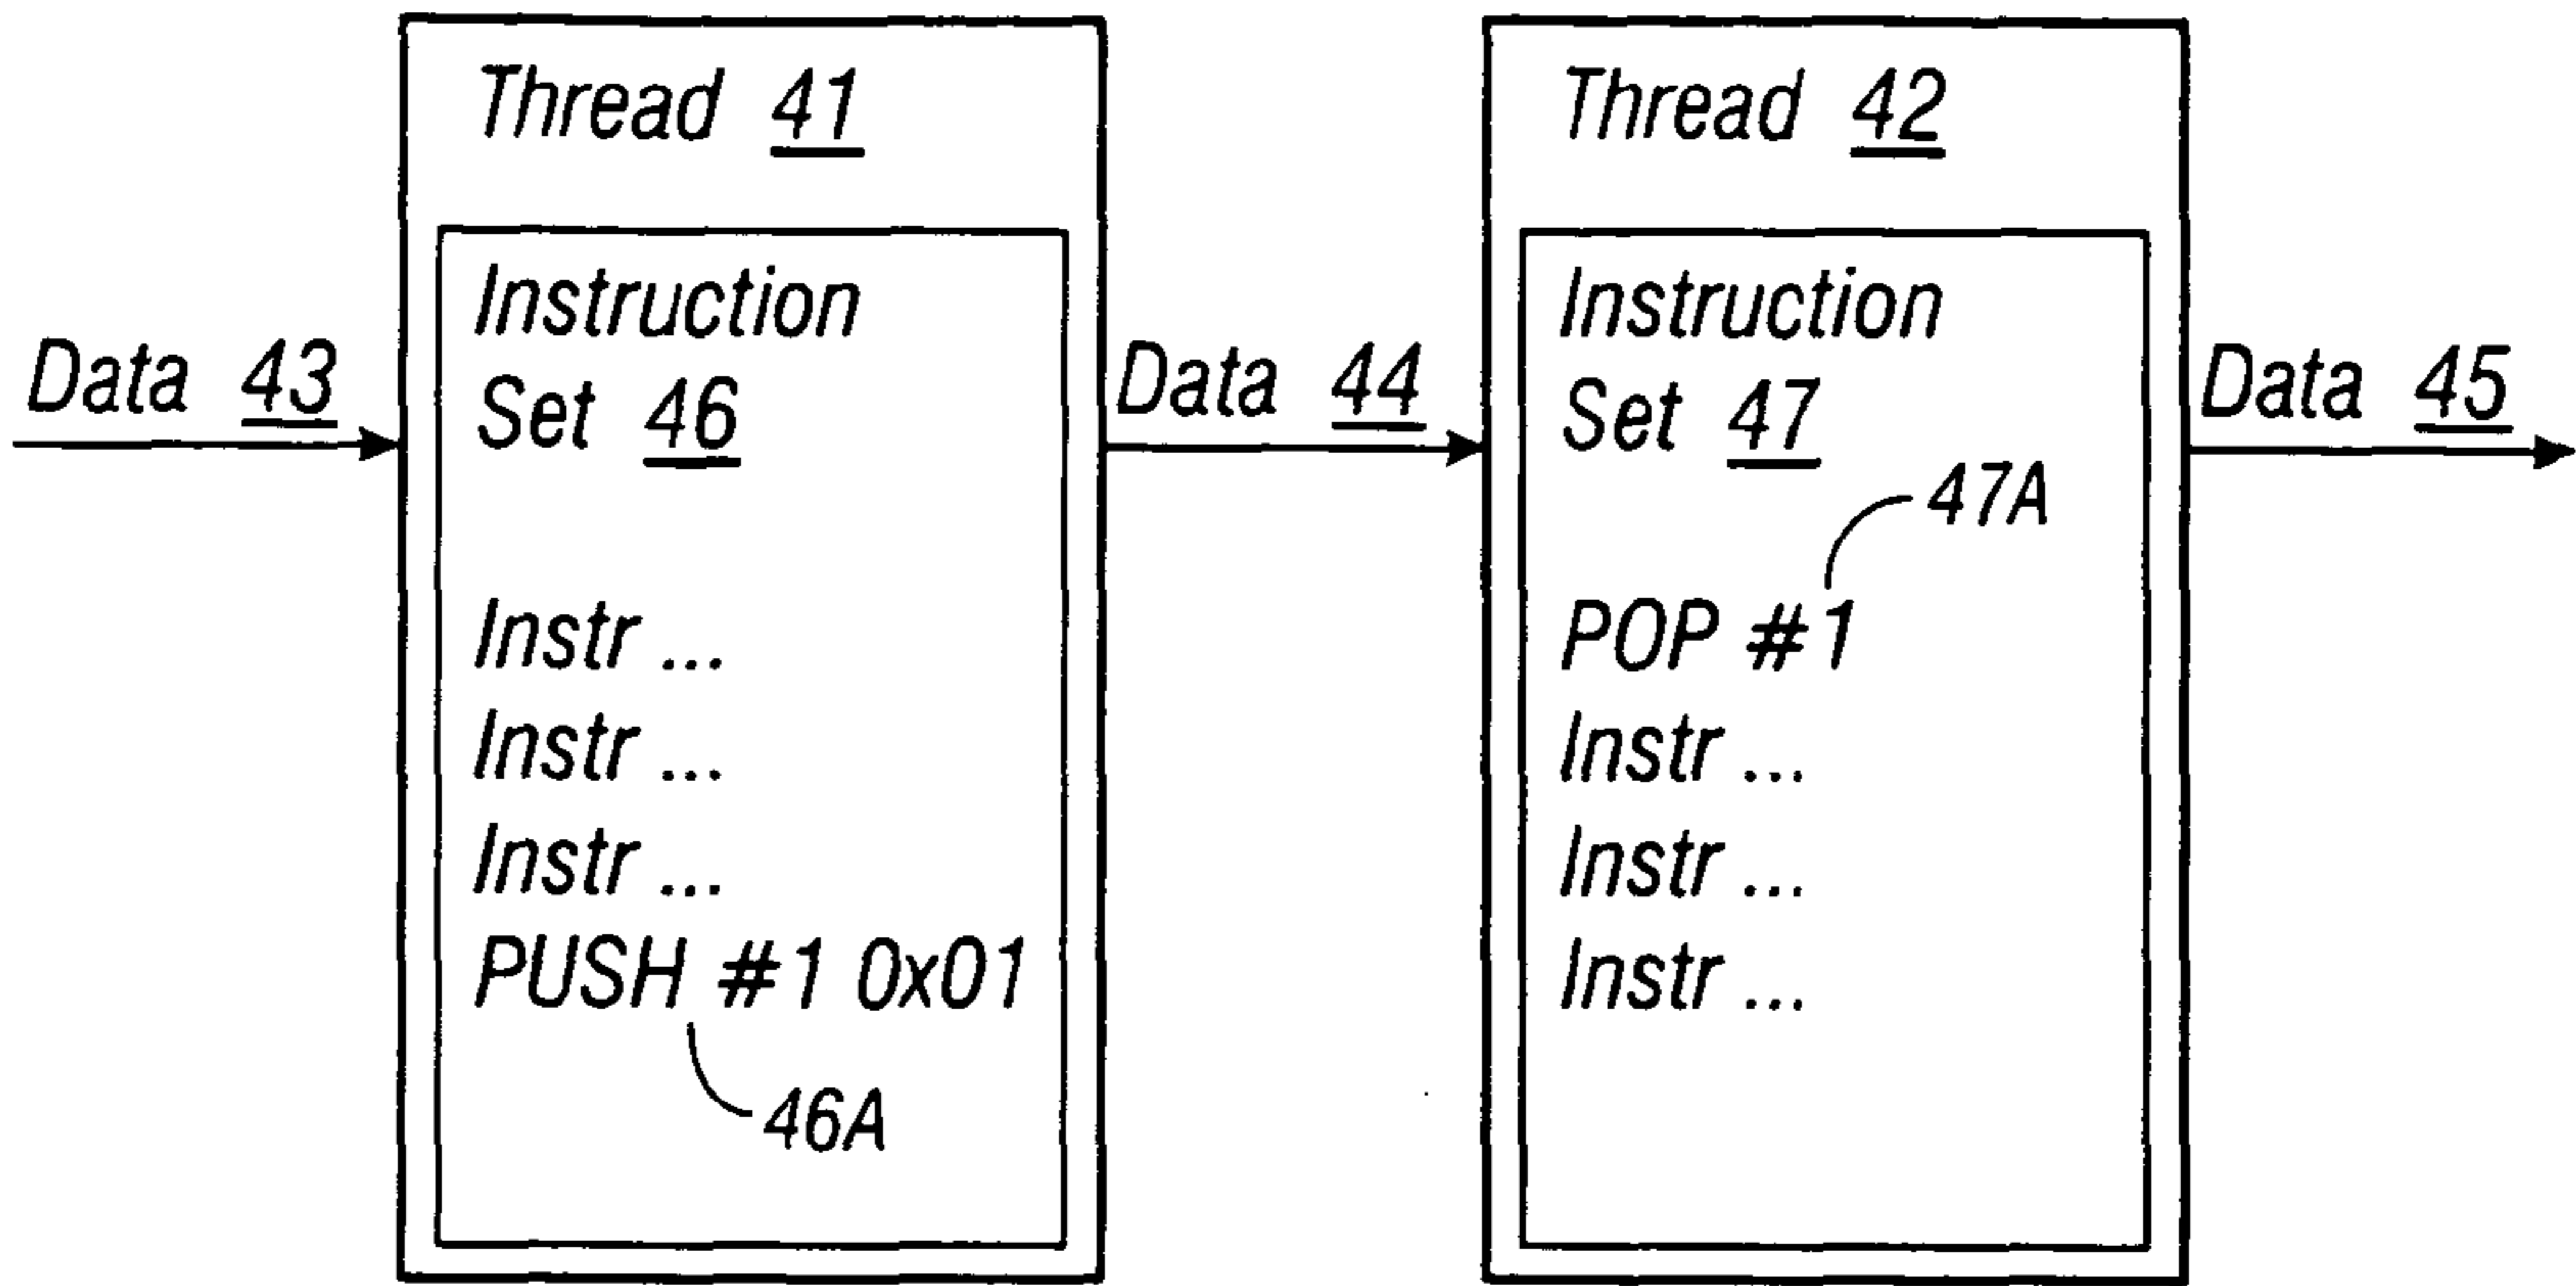 Thread 41
Thread 42
Data 43
Instruction
Set 46
Instr ...
Instr ...
Instr ...
PUSH #1 0x01
46A
Data 44
Instruction
Set 47
47A
POP #1
Instr ...
Instr ...
Instr ...
Data 45